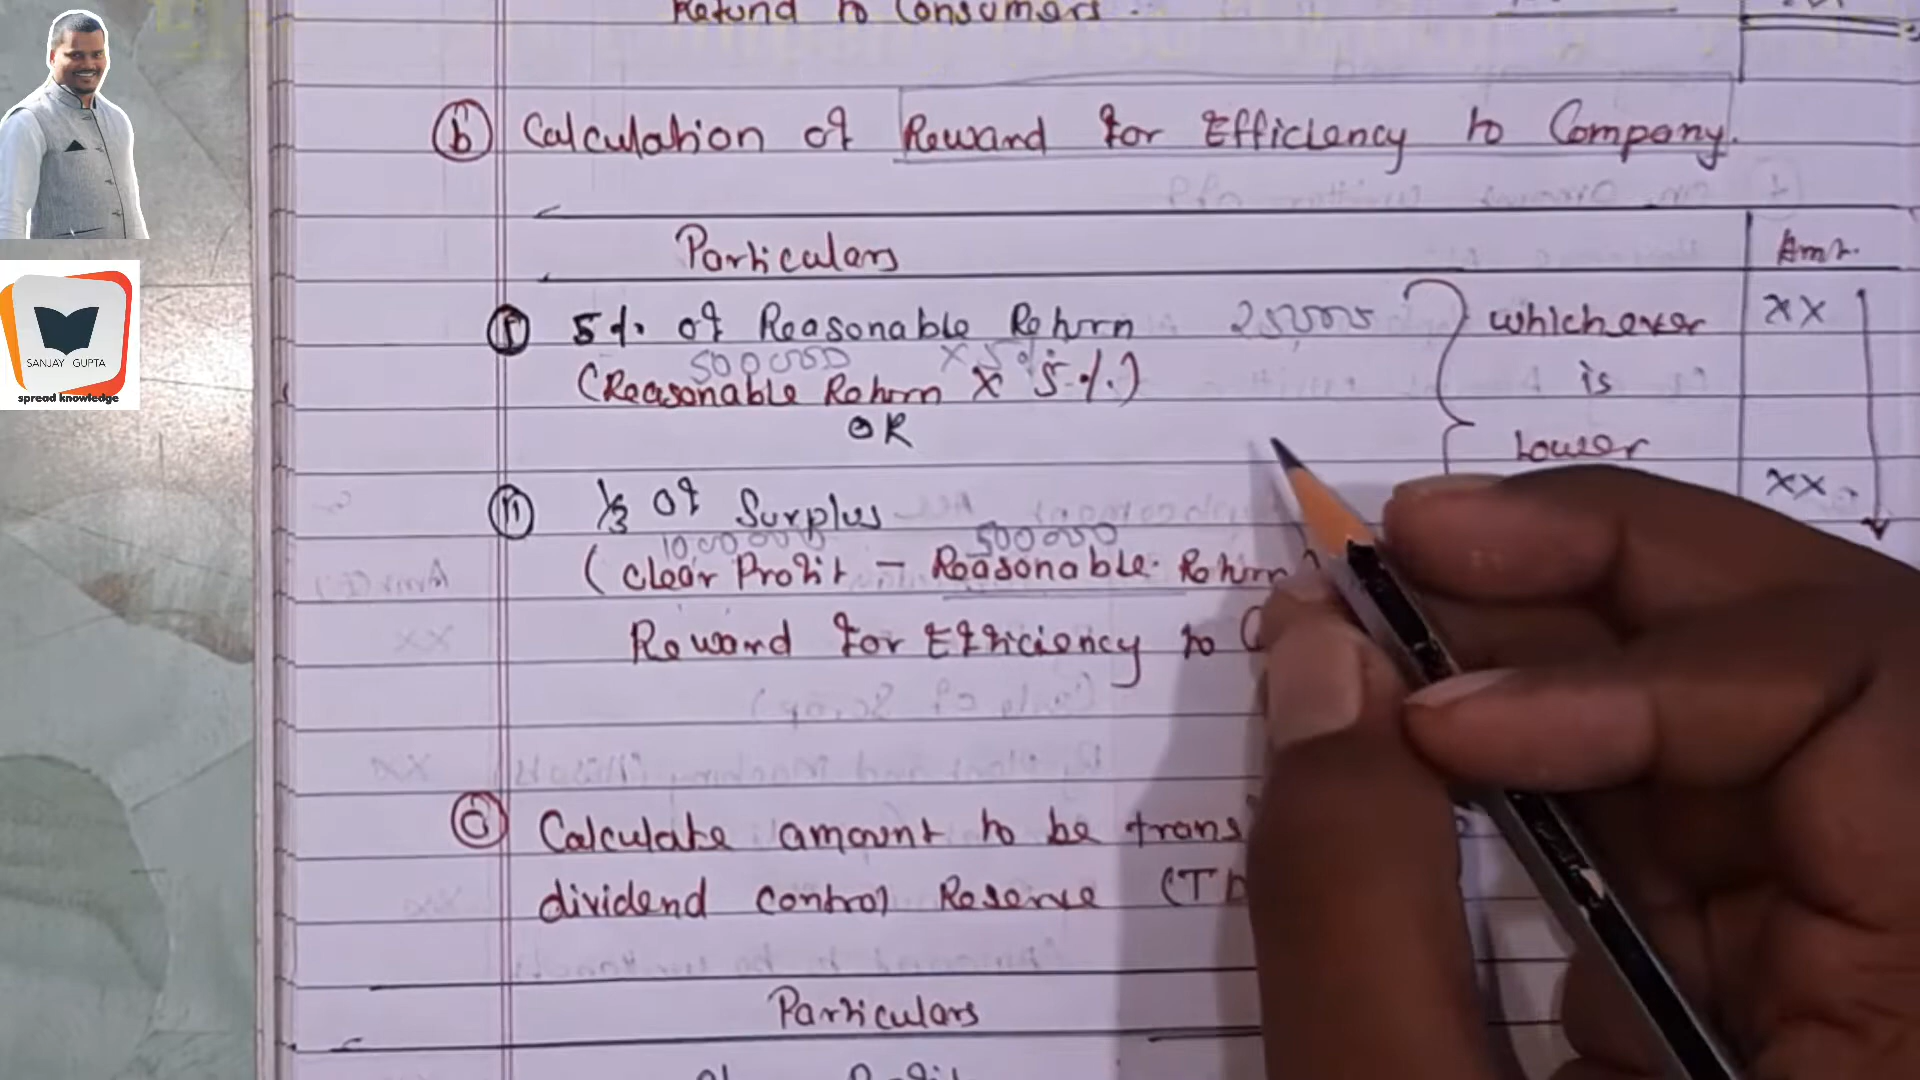 Refund to Consumers.
(b) Calculation of Reward for Efficiency to Company.
Particulars
Amt.
(i) 5% of Reasonable Return 25000 whichever xx
500000 x 5%
(Reasonable Return X 5%) is
OR
Lower
xx
(ii) 1/3 of Surplus
1000000 500000
(Clear Profit - Reasonable Return)
Reward for Efficiency to
(c) Calculate amount to be trans
dividend control Reserve (TD
Particulars
SANJAY GUPTA
spread knowledge